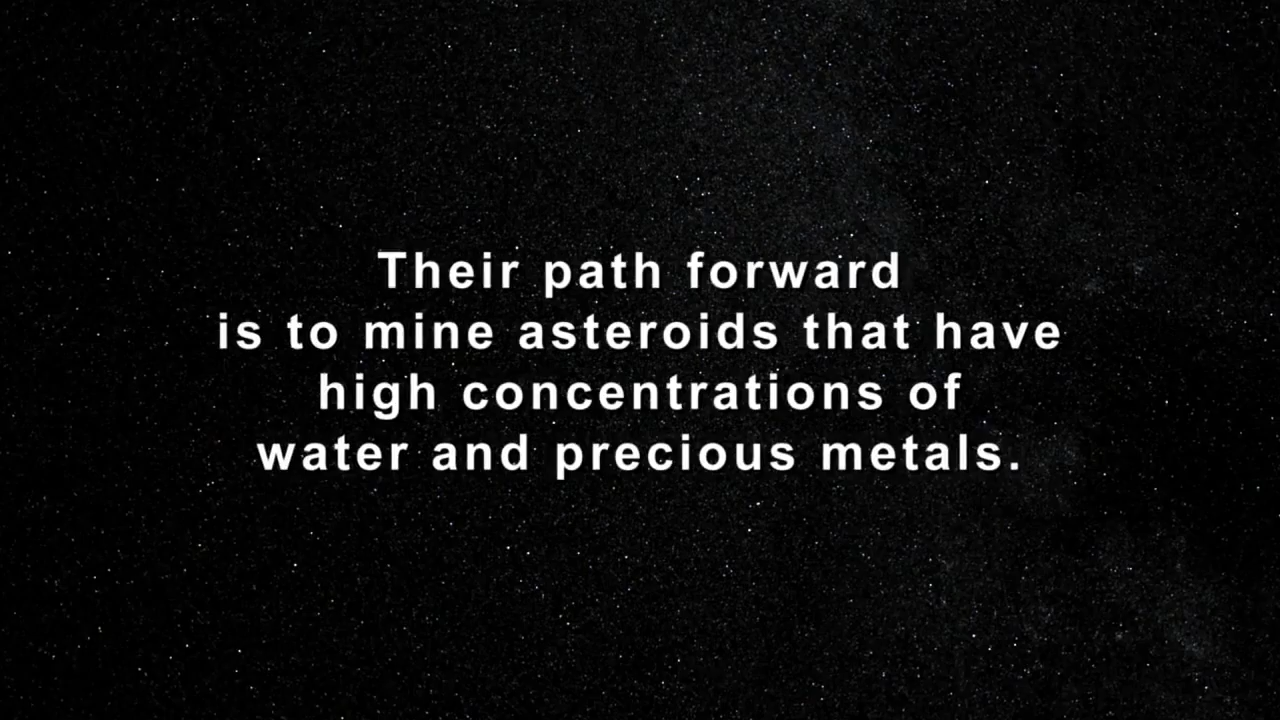 Their path forward
is to mine asteroids that have
high concentrations of
water and precious metals.